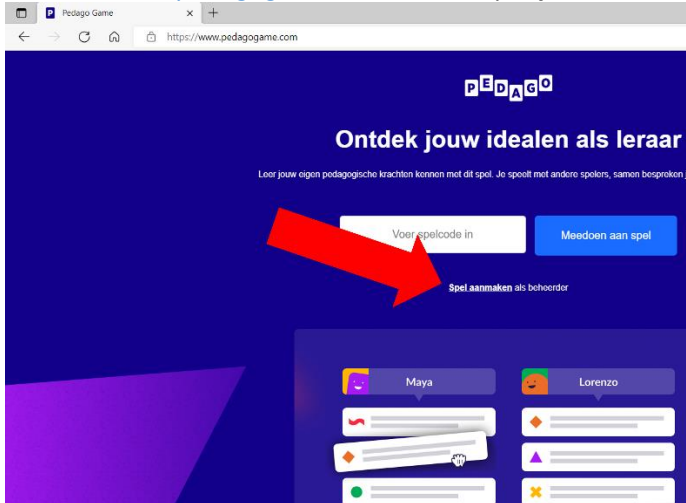 Pedago Game
https://www.pedagogame.com
PEDAGO
Ontdek jouw idealen als leraar
Leer jouw eigen pedagogische krachten kennen met dit spel. Je speelt met andere spelers, samen bespreken
Voer spelcode in
Meedoen aan spel
Spel aanmaken als beheerder
Maya
Lorenzo